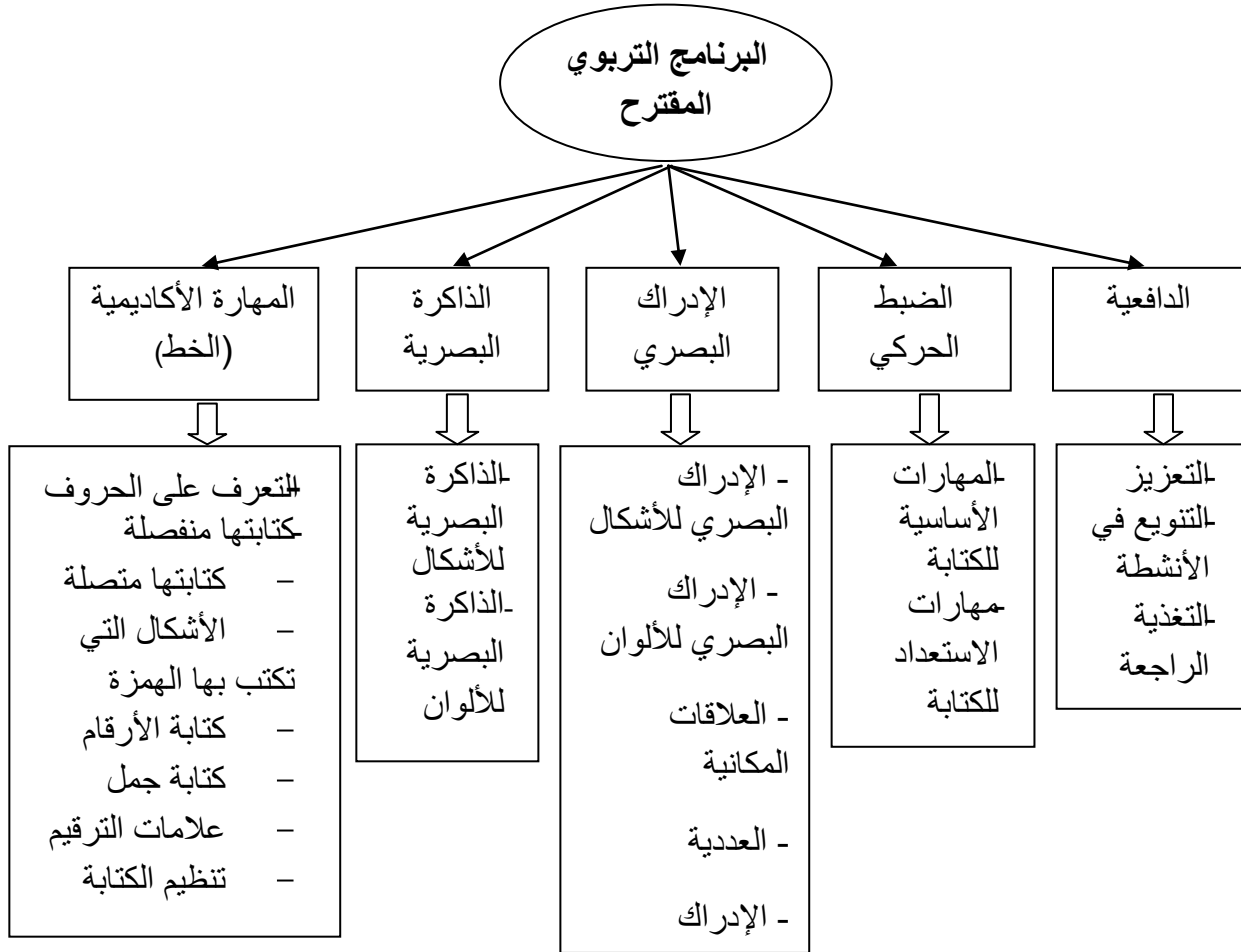 البرنامج التربوي
المقترح
الدافعية
الضبط
الحركي
الإدراك
البصري
الذاكرة
البصرية
المهارة الأكاديمية
(الخط)
-التعزيز
-التنويع في
الأنشطة
-التغذية
الراجعة
-المهارات
الأساسية
للكتابة
-مهارات
الاستعداد
للكتابة
- الإدراك
البصري للأشكال
- الإدراك
البصري للألوان
- العلاقات
المكانية
- العددية
- الإدراك
-الذاكرة
البصرية
للأشكال
-الذاكرة
البصرية
للألوان
-التعرف على الحروف
-كتابتها منفصلة
– كتابتها متصلة
– الأشكال التي
تكتب بها الهمزة
– كتابة الأرقام
– كتابة جمل
– علامات الترقيم
– تنظيم الكتابة